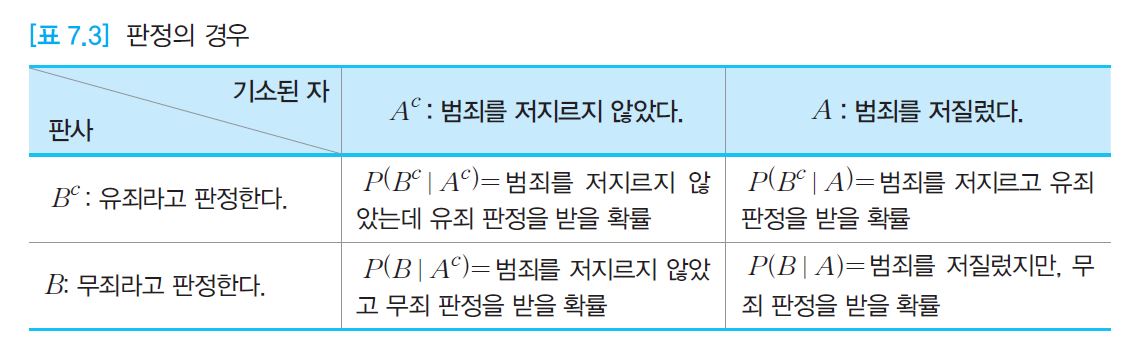 [표 7.3] 판정의 경우
기소된 자
판사
Aᶜ : 범죄를 저지르지 않았다.
A : 범죄를 저질렀다.
Bᶜ : 유죄라고 판정한다.
P(Bᶜ | Aᶜ)=범죄를 저지르지 않
았는데 유죄 판정을 받을 확률
P(Bᶜ | A)=범죄를 저지르고 유죄
판정을 받을 확률
B: 무죄라고 판정한다.
P(B | Aᶜ)=범죄를 저지르지 않았
고 무죄 판정을 받을 확률
P(B | A)=범죄를 저질렀지만, 무
죄 판정을 받을 확률